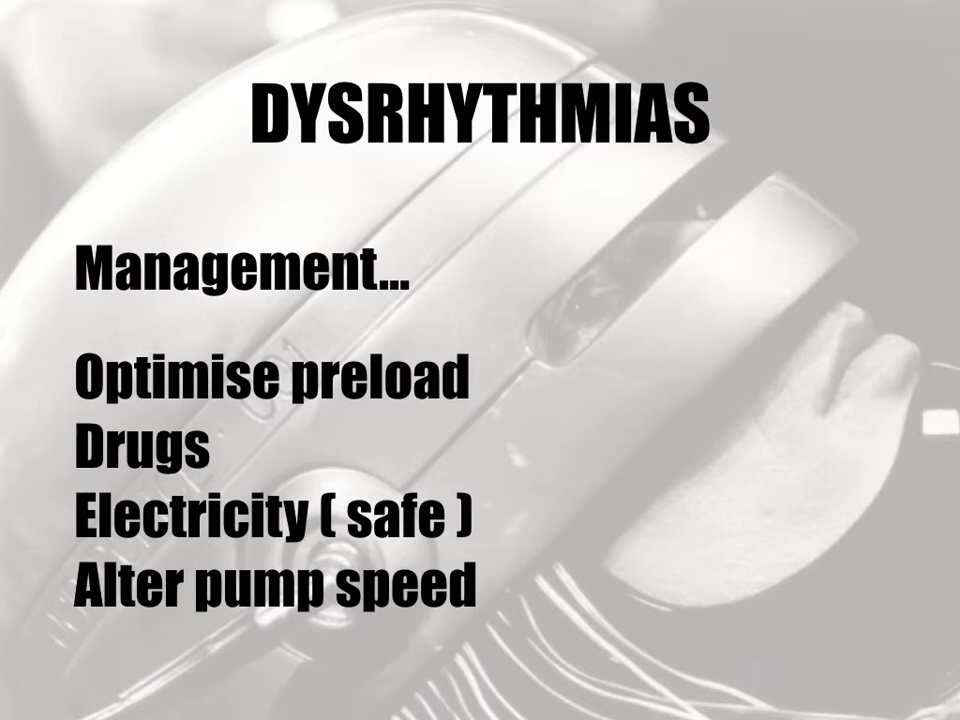 DYSRHYTHMIAS
Management...
Optimise preload
Drugs
Electricity ( safe )
Alter pump speed